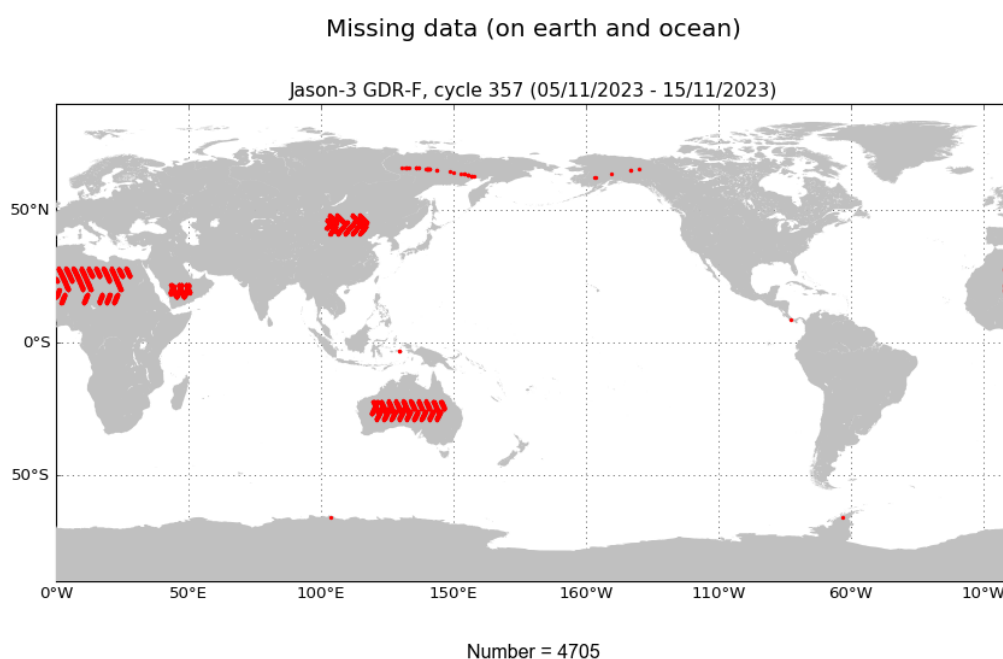 Missing data (on earth and ocean)
Jason-3 GDR-F, cycle 357 (05/11/2023 - 15/11/2023)
50°N
0°S
50°S
0°W 50°E 100°E 150°E 160°W 110°W 60°W 10°W
Number = 4705